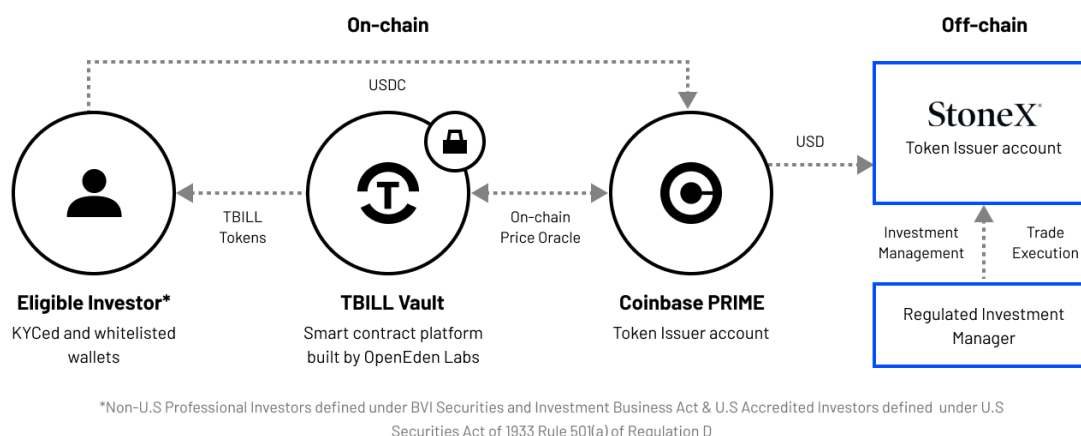 On-chain
Off-chain
USDC
StoneX
Token Issuer account
USD
TBILL
Tokens
On-chain
Price Oracle
Investment
Management
Trade
Execution
Eligible Investor*
KYCed and whitelisted
wallets
TBILL Vault
Smart contract platform
built by OpenEden Labs
Coinbase PRIME
Token Issuer account
Regulated Investment
Manager
*Non-U.S Professional Investors defined under BVI Securities and Investment Business Act & U.S Accredited Investors defined under U.S
Securities Act of 1933 Rule 501(a) of Regulation D